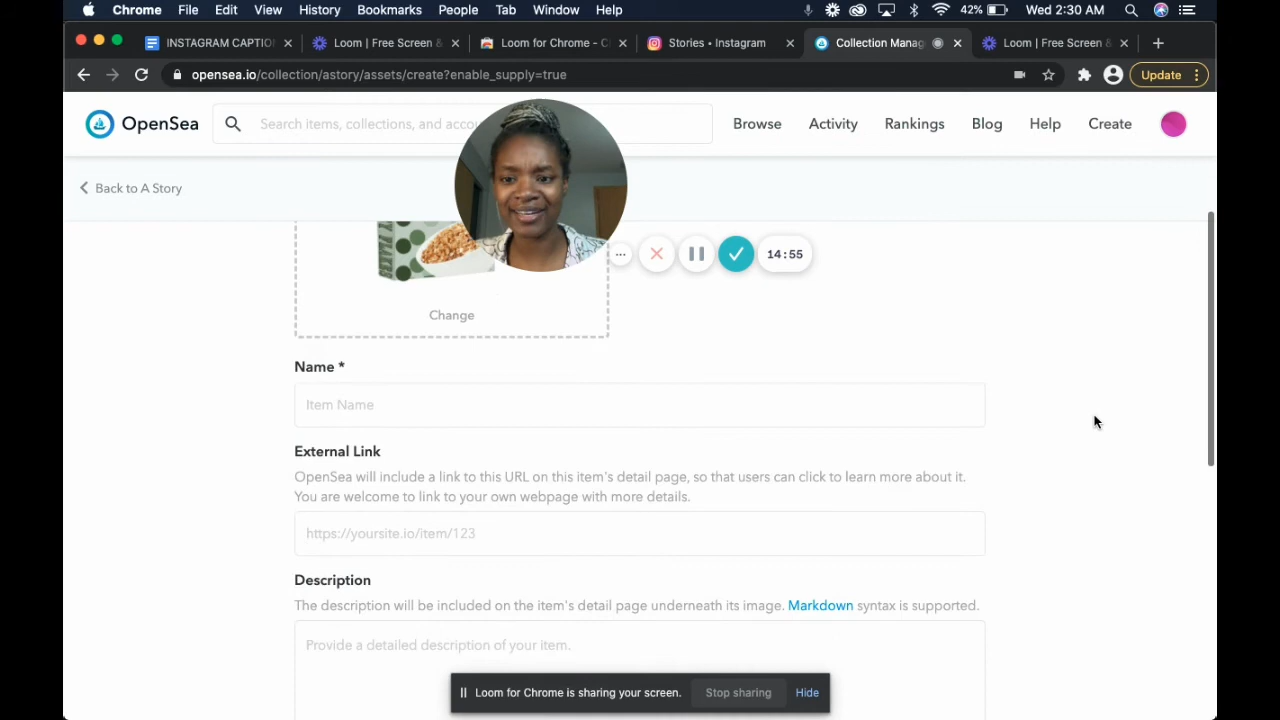 Chrome File Edit View History Bookmarks People Tab Window Help 42% Wed 2:30 AM
INSTAGRAM CAPTIO Loom | Free Screen & Loom for Chrome - C Stories • Instagram Collection Manag Loom | Free Screen &
opensea.io/collection/astory/assets/create?enable_supply=true Update
OpenSea Search items, collections, and accou Browse Activity Rankings Blog Help Create
Back to A Story
14:55
Change
Name *
Item Name
External Link
OpenSea will include a link to this URL on this item's detail page, so that users can click to learn more about it.
You are welcome to link to your own webpage with more details.
https://yoursite.io/item/123
Description
The description will be included on the item's detail page underneath its image. Markdown syntax is supported.
Provide a detailed description of your item.
Loom for Chrome is sharing your screen. Stop sharing Hide